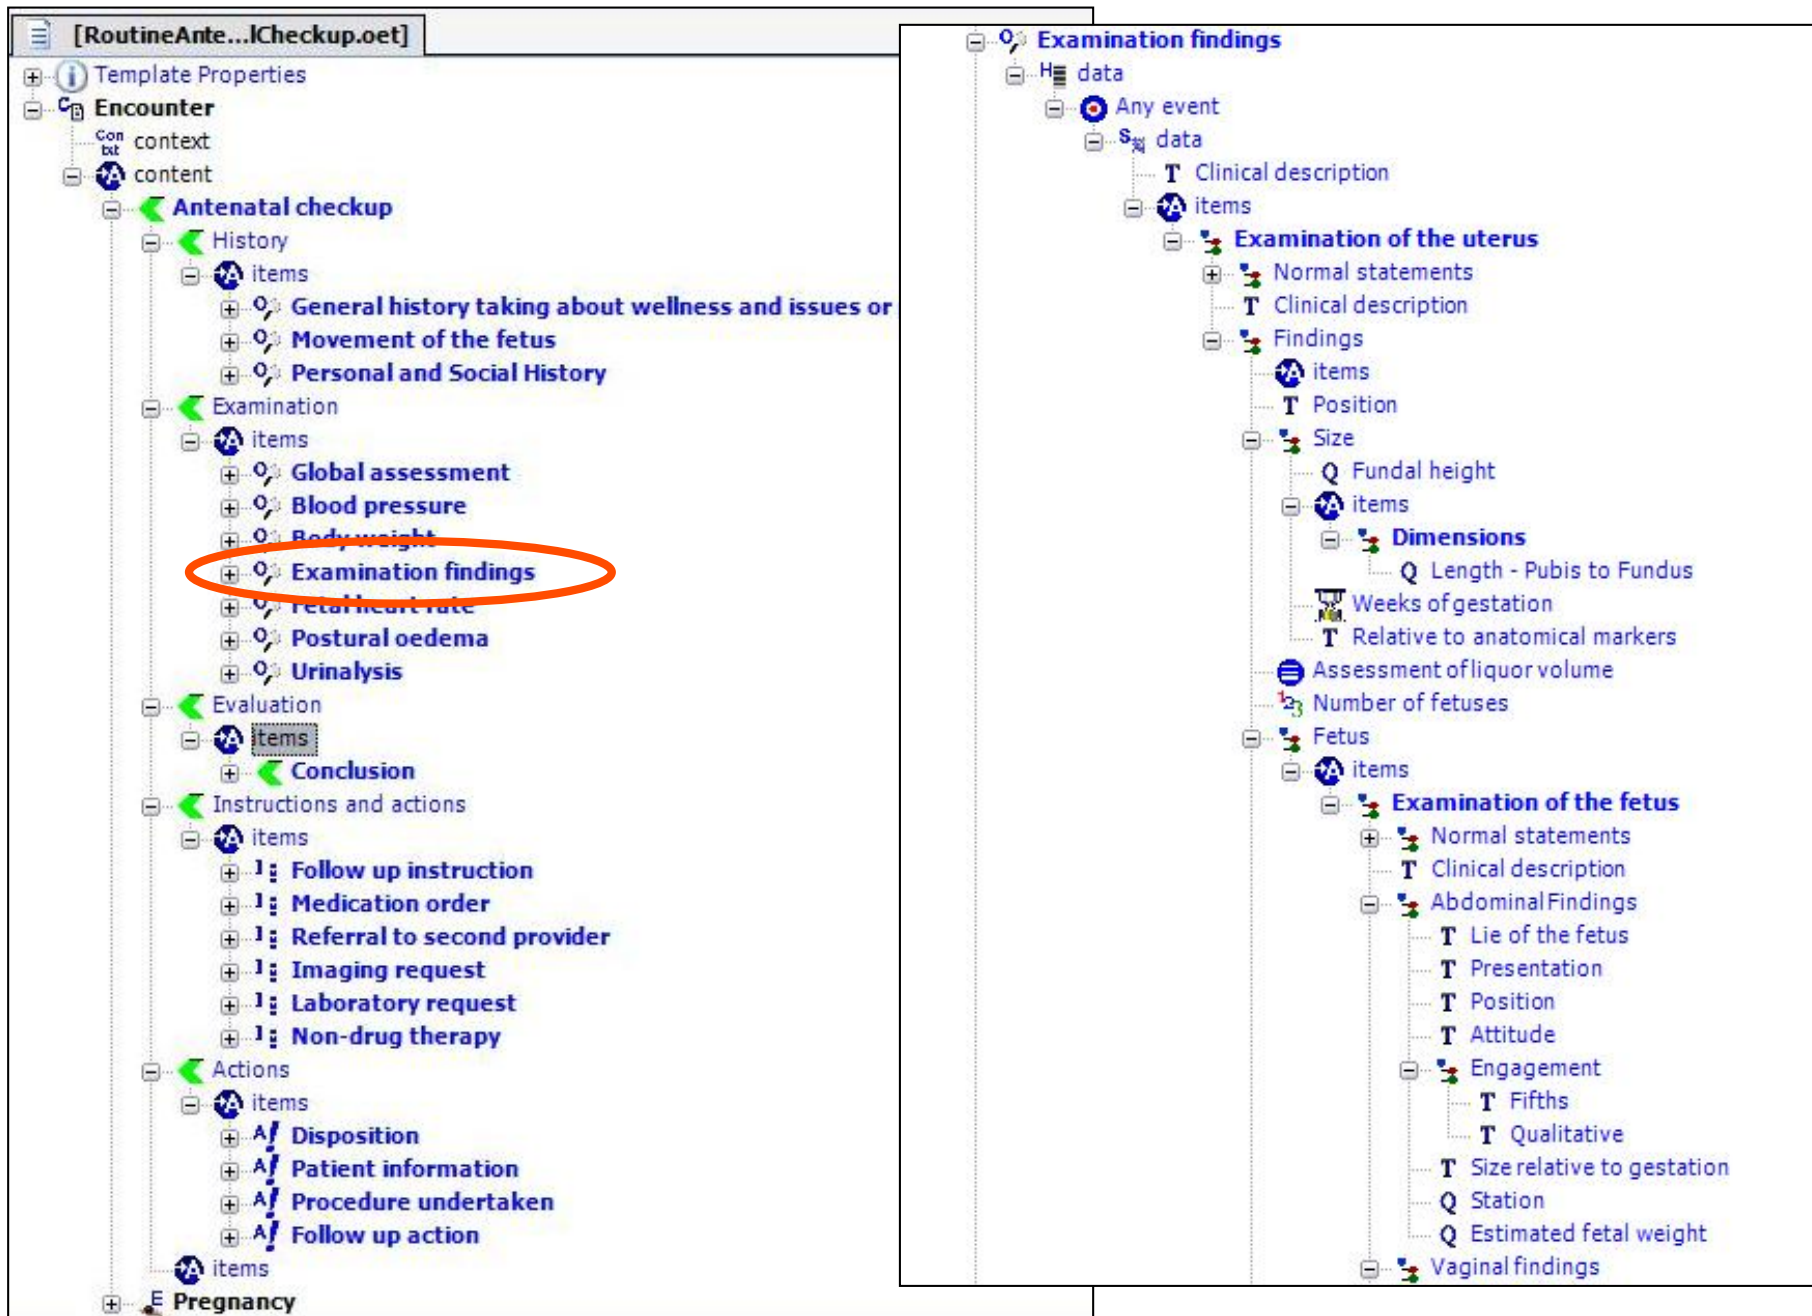 [RoutineAnte...lCheckup.oet]
Template Properties
Encounter
context
content
Antenatal checkup
History
items
General history taking about wellness and issues or
Movement of the fetus
Personal and Social History
Examination
items
Global assessment
Blood pressure
Body weight
Examination findings
Fetal heart rate
Postural oedema
Urinalysis
Evaluation
items
Conclusion
Instructions and actions
items
Follow up instruction
Medication order
Referral to second provider
Imaging request
Laboratory request
Non-drug therapy
Actions
items
Disposition
Patient information
Procedure undertaken
Follow up action
items
Pregnancy
Examination findings
data
Any event
data
T Clinical description
items
Examination of the uterus
Normal statements
T Clinical description
Findings
items
T Position
Size
Q Fundal height
items
Dimensions
Q Length - Pubis to Fundus
Weeks of gestation
T Relative to anatomical markers
Assessment of liquor volume
Number of fetuses
Fetus
items
Examination of the fetus
Normal statements
T Clinical description
Abdominal Findings
T Lie of the fetus
T Presentation
T Position
T Attitude
Engagement
T Fifths
T Qualitative
T Size relative to gestation
Q Station
Q Estimated fetal weight
Vaginal findings